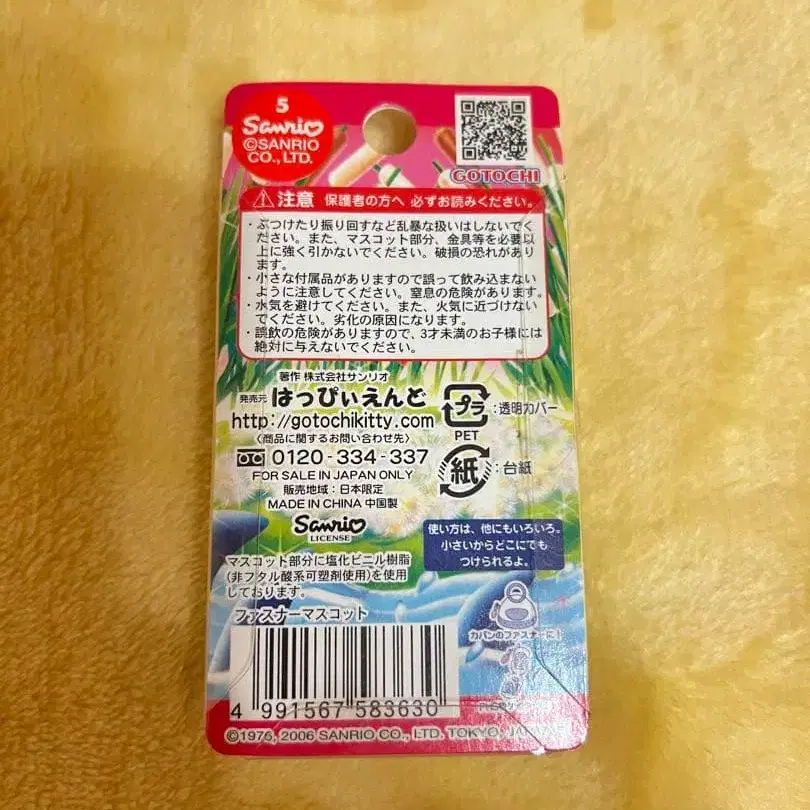 5
Sanrio
©SANRIO
CO., LTD.
GOTOCHI
注意 保護者の方へ 必ずお読みください。
・ぶつけたり振り回すなど乱暴な扱いはしないでく
ださい。また、マスコット部分、金具等を必要以
上に強く引かないでください。破損の恐れがあり
ます。
・小さな付属品がありますので誤って飲み込まない
ように注意してください。窒息の危険があります。
・水気を避けてください。また、火気に近づけない
でください。劣化の原因になります。
・誤飲の危険がありますので、3才未満のお子様には
絶対に与えないでください。
著作 株式会社サンリオ
発売元 はっぴぃえんど
http://gotochikitty.com
〈商品に関するお問い合わせ先〉
0120-334-337
FOR SALE IN JAPAN ONLY
販売地域：日本限定
MADE IN CHINA 中国製
Sanrio
LICENSE
プラ :透明カバー
PET
紙 :台紙
マスコット部分に塩化ビニル樹脂
(非フタル酸系可塑剤使用)を使用
しております。
ファスナーマスコット
使い方は、他にもいろいろ。
小さいからどこにでも
つけられるよ。
カバンのファスナーに！
4 991567 583630
©1975, 2006 SANRIO CO., LTD. TOKYO, JAPAN